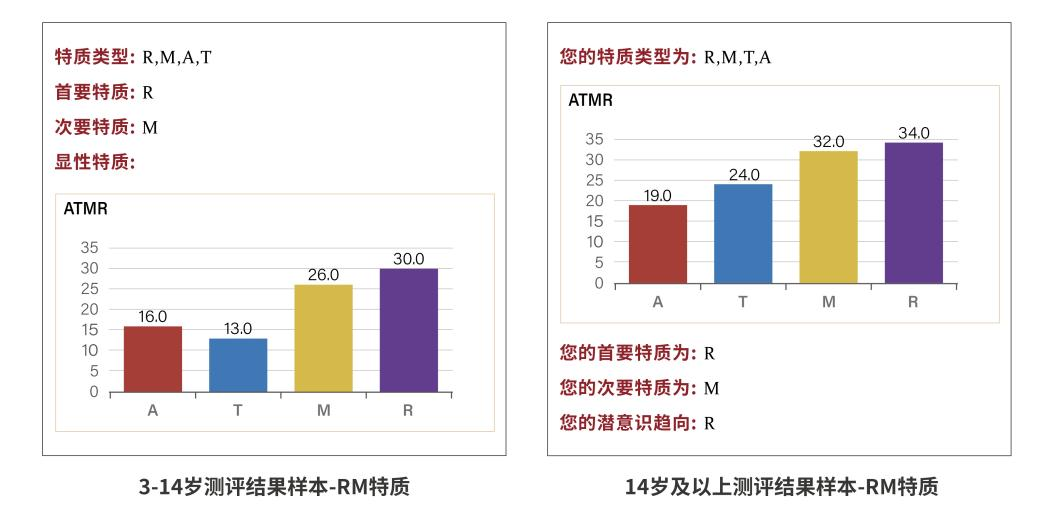 特质类型: R,M,A,T
首要特质: R
次要特质: M
显性特质:
ATMR
35
30
25
20
15
10
5
0
16.0
13.0
26.0
30.0
A T M R
3-14岁测评结果样本-RM特质
您的特质类型为: R,M,T,A
ATMR
35
30
25
20
15
10
5
0
19.0
24.0
32.0
34.0
A T M R
您的首要特质为: R
您的次要特质为: M
您的潜意识趋向: R
14岁及以上测评结果样本-RM特质